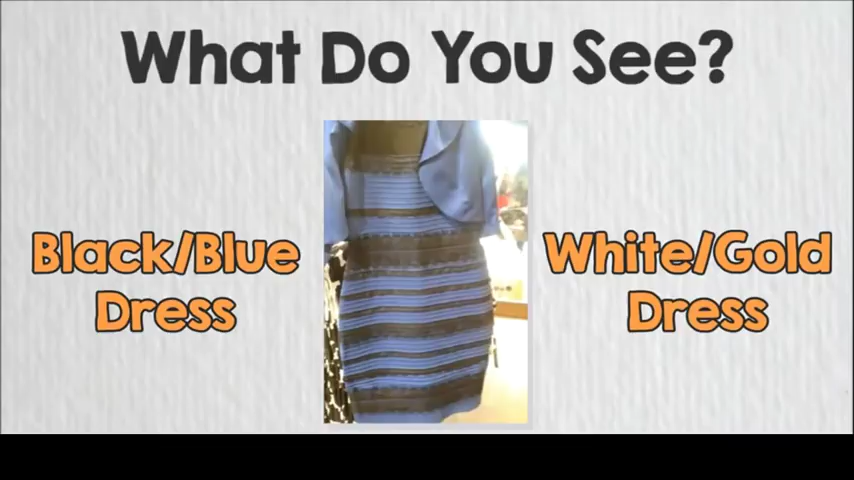 What Do You See?
Black/Blue
Dress
White/Gold
Dress